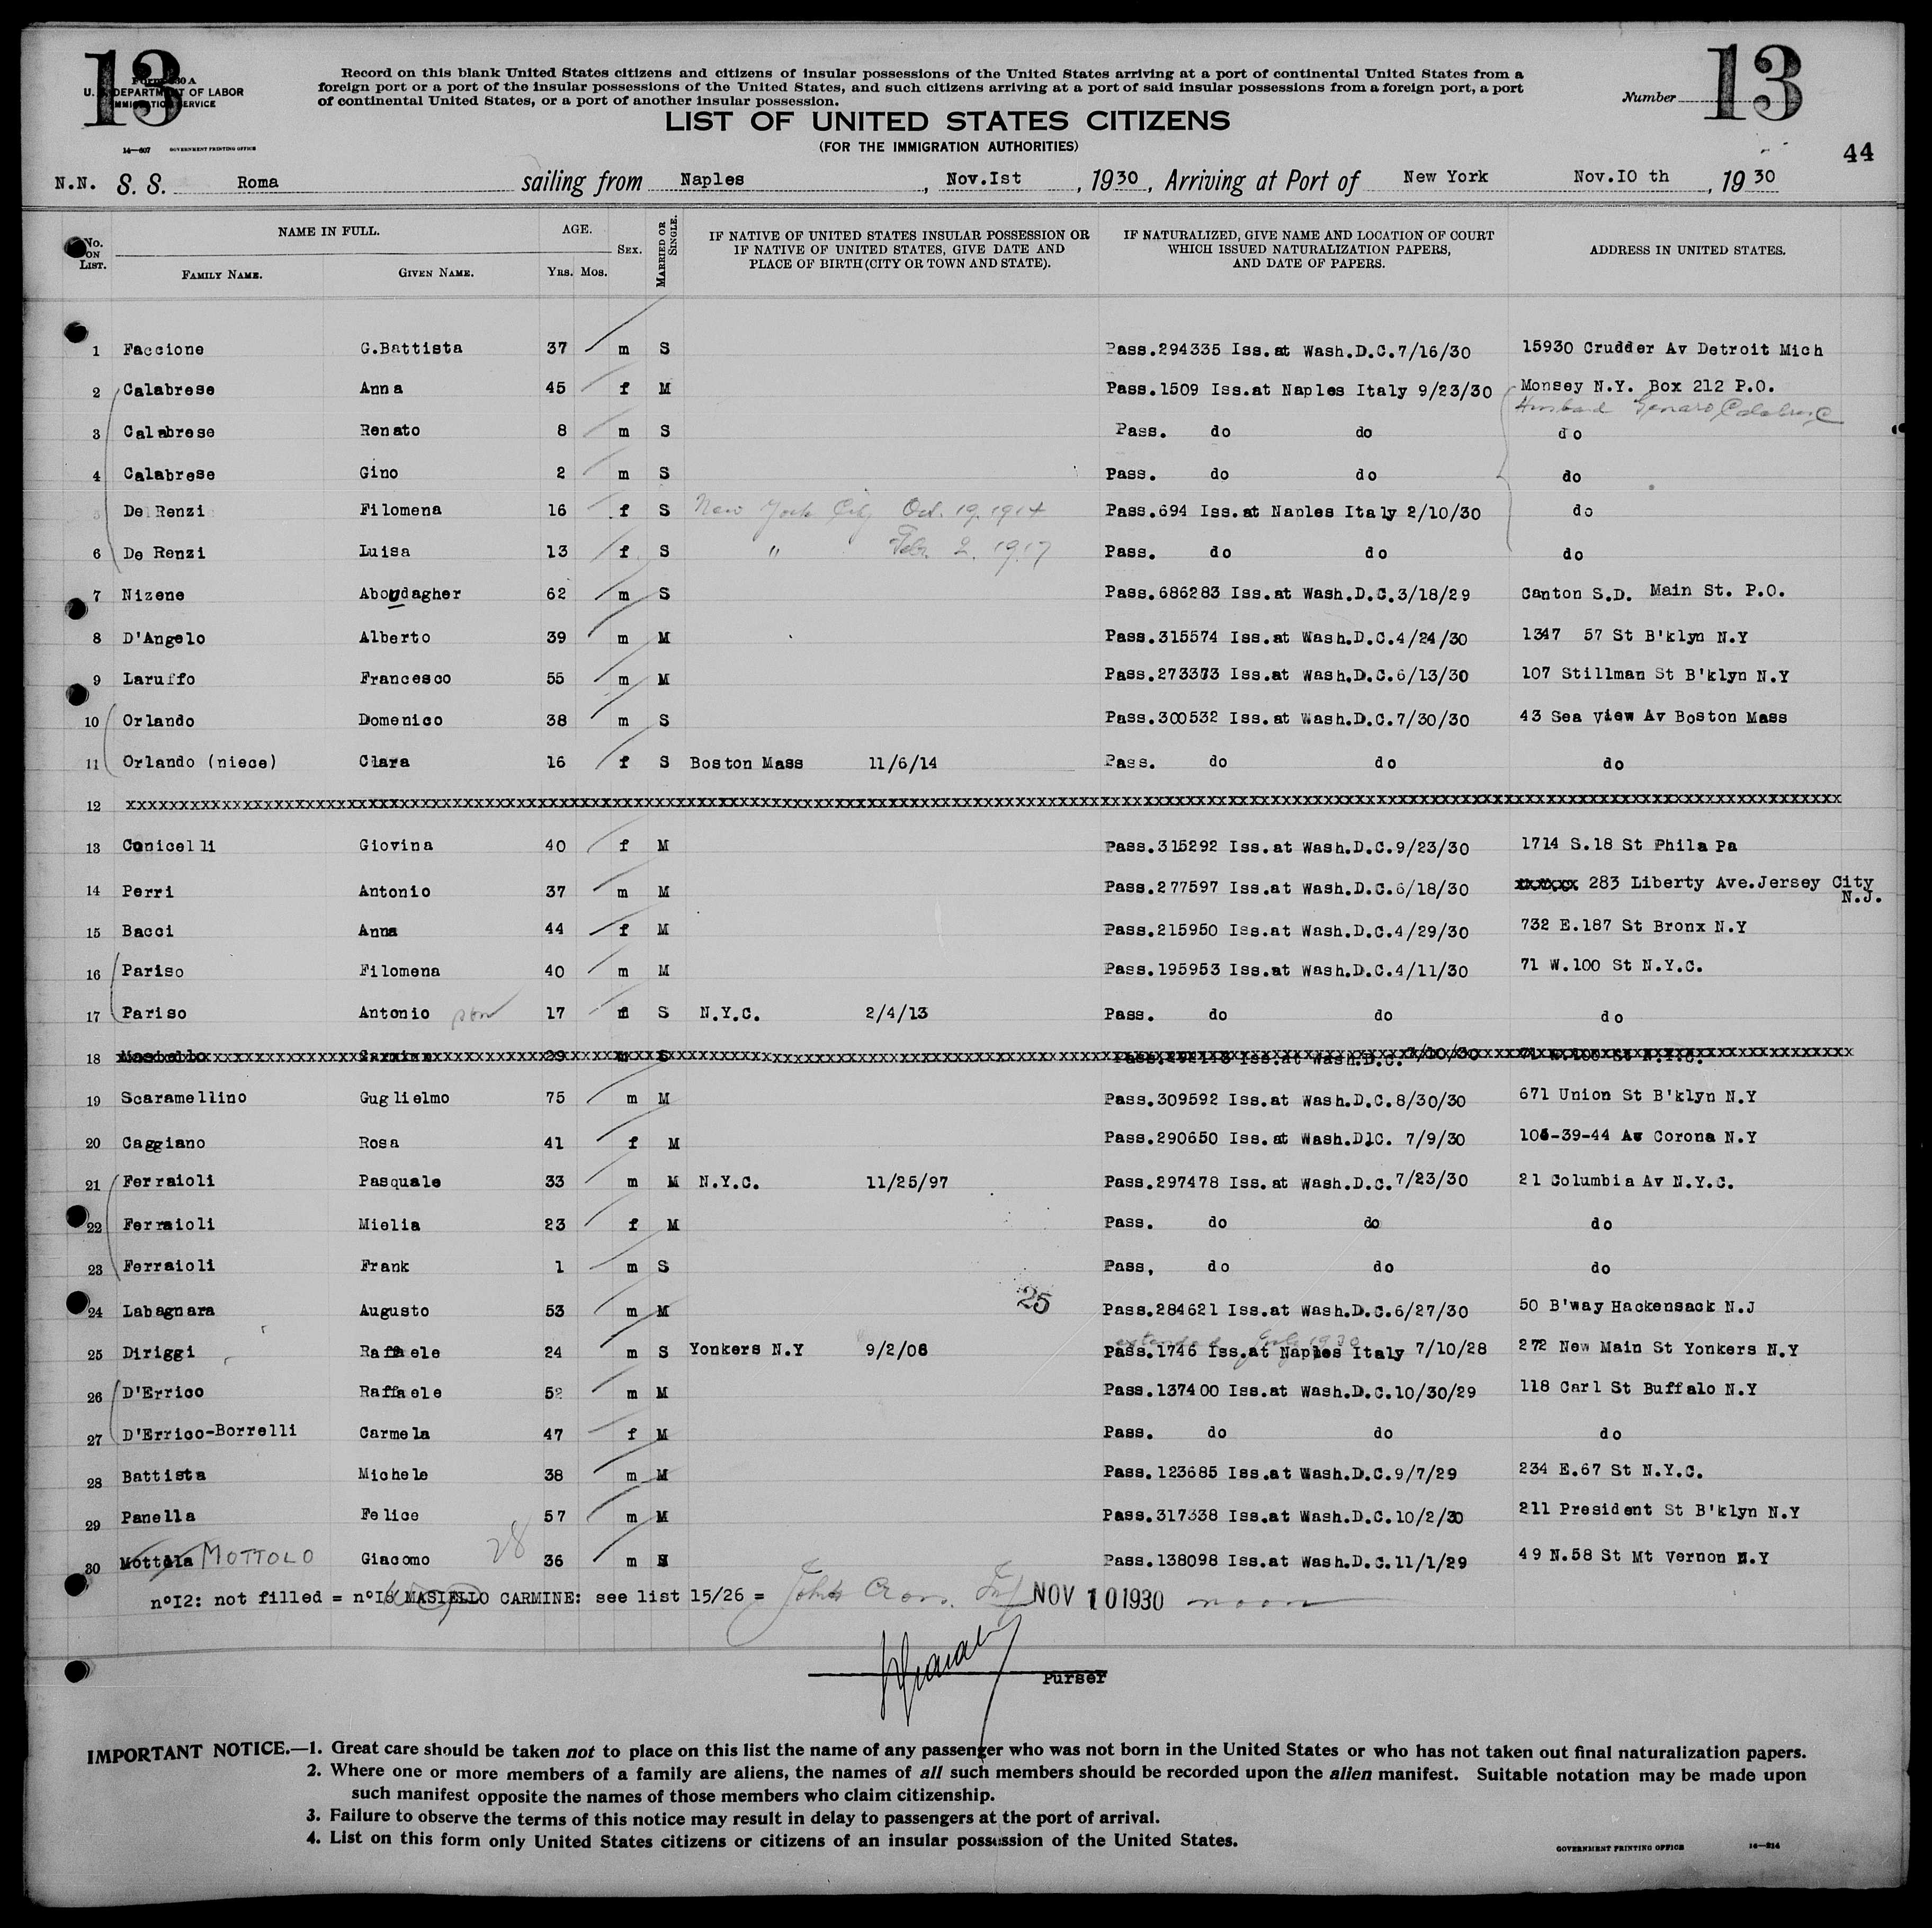 13
13
Form 630 A
U. S. DEPARTMENT OF LABOR
IMMIGRATION SERVICE
14—607 GOVERNMENT PRINTING OFFICE
Record on this blank United States citizens and citizens of insular possessions of the United States arriving at a port of continental United States from a
foreign port or a port of the insular possessions of the United States, and such citizens arriving at a port of said insular possessions from a foreign port, a port
of continental United States, or a port of another insular possession.
Number
LIST OF UNITED STATES CITIZENS
(FOR THE IMMIGRATION AUTHORITIES)
44
N.N. S. S. Roma sailing from Naples, Nov.1st, 1930, Arriving at Port of New York Nov.10 th, 1930
No. ON LIST.
NAME IN FULL.
FAMILY NAME. GIVEN NAME.
AGE.
YRS. MOS.
SEX.
MARRIED OR SINGLE.
IF NATIVE OF UNITED STATES INSULAR POSSESSION OR
IF NATIVE OF UNITED STATES, GIVE DATE AND
PLACE OF BIRTH (CITY OR TOWN AND STATE).
IF NATURALIZED, GIVE NAME AND LOCATION OF COURT
WHICH ISSUED NATURALIZATION PAPERS,
AND DATE OF PAPERS.
ADDRESS IN UNITED STATES.
1 Faccione G.Battista 37 m S Pass.294335 Iss.at Wash.D.C.7/16/30 15930 Crudder Av Detroit Mich
2 Calabrese Anna 45 f M Pass.1509 Iss.at Naples Italy 9/23/30 Monsey N.Y. Box 212 P.O.
Husband Genaro Calabrese
3 Calabrese Renato 8 m S Pass. do do do
4 Calabrese Gino 2 m S Pass. do do do
5 De Renzi Filomena 16 f S New York City Oct. 19, 1914 Pass.694 Iss.at Naples Italy 2/10/30 do
6 De Renzi Luisa 13 f S " Febr. 2. 1917 Pass. do do do
7 Nizene Aboudagher 62 m S Pass.686283 Iss.at Wash.D.C.3/18/29 Canton S.D. Main St. P.O.
8 D'Angelo Alberto 39 m M Pass.315574 Iss.at Wash.D.C.4/24/30 1347 57 St B'klyn N.Y
9 Laruffo Francesco 55 m M Pass.273373 Iss.at Wash.D.C.6/13/30 107 Stillman St B'klyn N.Y
10 Orlando Domenico 38 m S Pass.300532 Iss.at Wash.D.C.7/30/30 43 Sea View Av Boston Mass
11 Orlando (niece) Clara 16 f S Boston Mass 11/6/14 Pass. do do do
12
13 Conicelli Giovina 40 f M Pass.315292 Iss.at Wash.D.C.9/23/30 1714 S.18 St Phila Pa
14 Perri Antonio 37 m M Pass.277597 Iss.at Wash.D.C.6/18/30 283 Liberty Ave.Jersey City
N.J.
15 Bacci Anna 44 f M Pass.215950 Iss.at Wash.D.C.4/29/30 732 E.187 St Bronx N.Y
16 Pariso Filomena 40 m M Pass.195953 Iss.at Wash.D.C.4/11/30 71 W.100 St N.Y.C.
17 Pariso Antonio 17 S N.Y.C. 2/4/13 Pass. do do do
18 Masiello Carmine 29 m S Iss.at Wash.D.C. 7/10/30 71 W.100 St N.Y.C.
19 Scaramellino Guglielmo 75 m M Pass.309592 Iss.at Wash.D.C.8/30/30 671 Union St B'klyn N.Y
20 Caggiano Rosa 41 f M Pass.290650 Iss.at Wash.D.C. 7/9/30 105-39-44 Av Corona N.Y
21 Ferraioli Pasquale 33 m M N.Y.C. 11/25/97 Pass.297478 Iss.at Wash.D.C.7/23/30 21 Columbia Av N.Y.C.
22 Ferraioli Mielia 23 f M Pass. do do do
23 Ferraioli Frank 1 m S Pass, do do do
25
24 Labagnara Augusto 53 m M Pass.284621 Iss.at Wash.D.C.6/27/30 50 B'way Hackensack N.J
extended July 1930
25 Diriggi Raffaele 24 m S Yonkers N.Y 9/2/06 Pass.1746 Iss.at Naples Italy 7/10/28 272 New Main St Yonkers N.Y
26 D'Errico Raffaele 52 m M Pass.137400 Iss.at Wash.D.C.10/30/29 118 Carl St Buffalo N.Y
27 D'Errico-Borrelli Carmela 47 f M Pass. do do do
28 Battista Michele 38 m M Pass.123685 Iss.at Wash.D.C.9/7/29 234 E.67 St N.Y.C.
29 Panella Felice 57 m M Pass.317338 Iss.at Wash.D.C.10/2/30 211 President St B'klyn N.Y
30 Mottola MOTTOLO Giacomo 28 36 m Pass.138098 Iss.at Wash.D.C.11/1/29 49 N.58 St Mt Vernon N.Y
n°I2: not filled = n°I8 MASIELLO CARMINE: see list 15/26 = NOV 10 1930 noon
Purser
IMPORTANT NOTICE.—1. Great care should be taken not to place on this list the name of any passenger who was not born in the United States or who has not taken out final naturalization papers.
2. Where one or more members of a family are aliens, the names of all such members should be recorded upon the alien manifest. Suitable notation may be made upon
such manifest opposite the names of those members who claim citizenship.
3. Failure to observe the terms of this notice may result in delay to passengers at the port of arrival.
4. List on this form only United States citizens or citizens of an insular possession of the United States.
GOVERNMENT PRINTING OFFICE 14—214